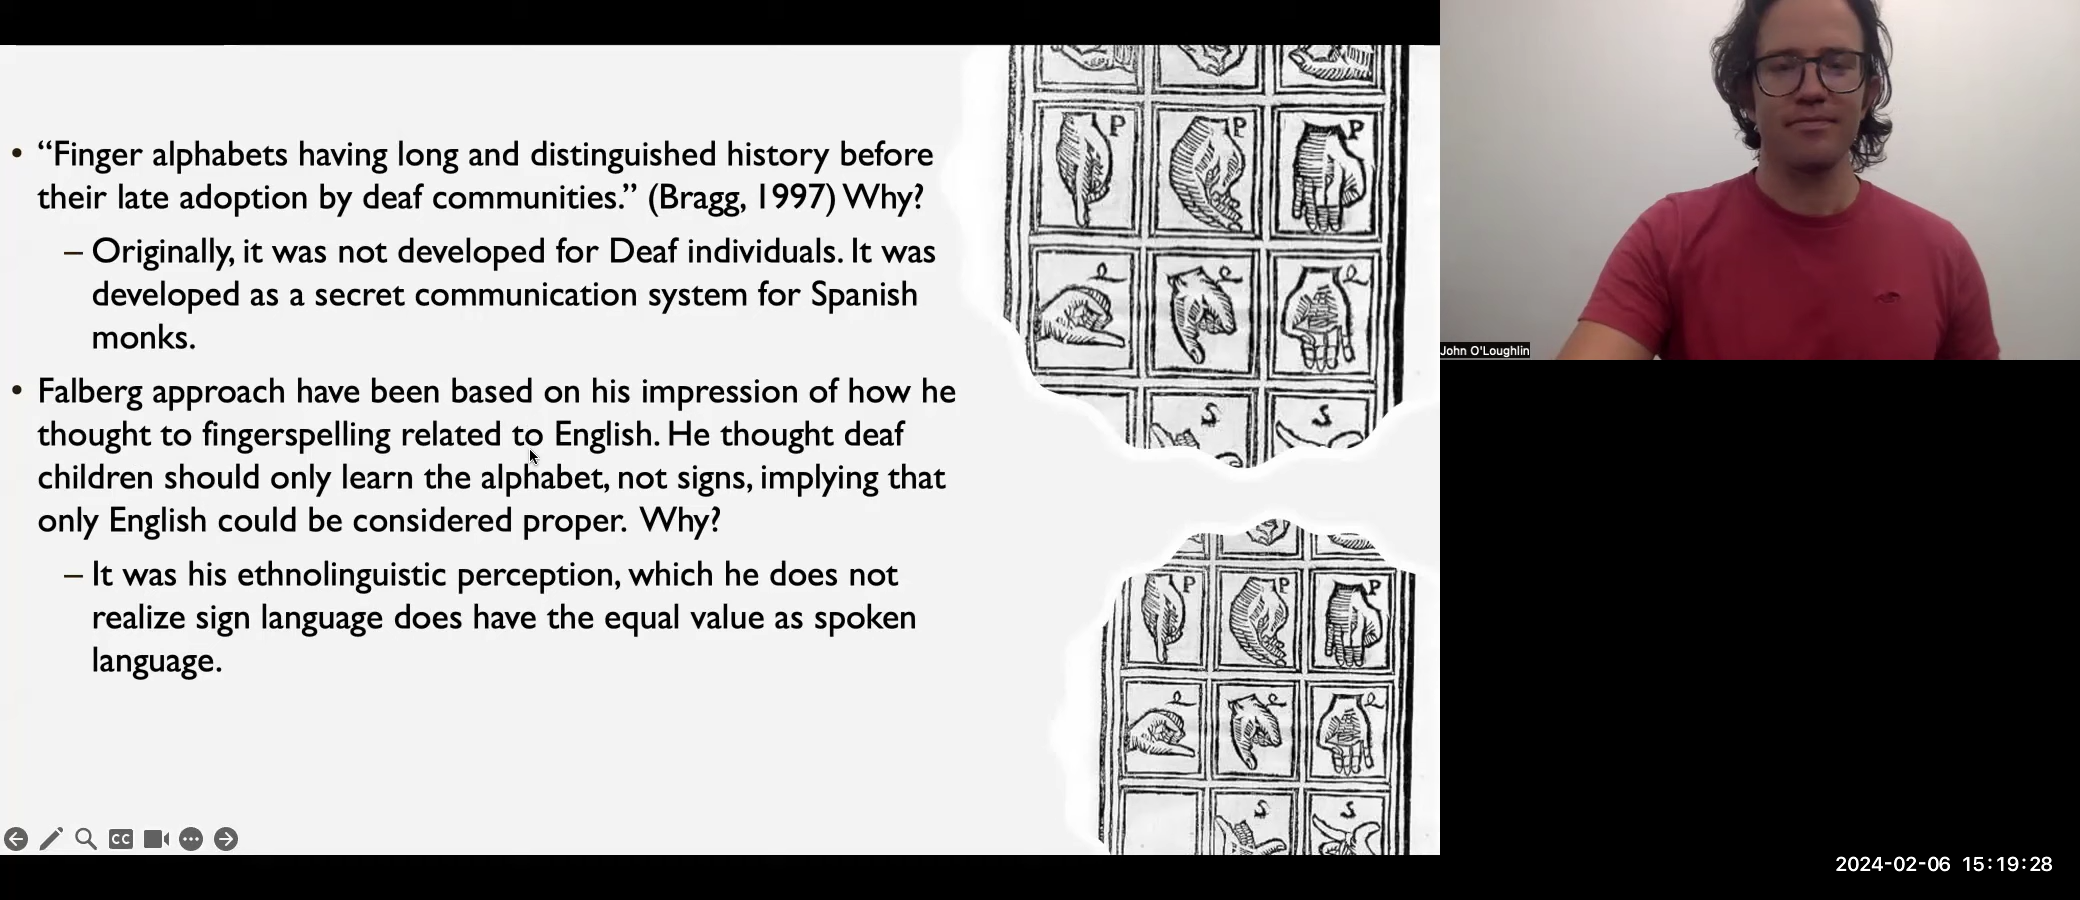 • “Finger alphabets having long and distinguished history before
their late adoption by deaf communities.” (Bragg, 1997) Why?
– Originally, it was not developed for Deaf individuals. It was
developed as a secret communication system for Spanish
monks.
• Falberg approach have been based on his impression of how he
thought to fingerspelling related to English. He thought deaf
children should only learn the alphabet, not signs, implying that
only English could be considered proper. Why?
– It was his ethnolinguistic perception, which he does not
realize sign language does have the equal value as spoken
language.
P P P
e e e
S S
P P P
e e e
S S
CC
John O'Loughlin
2024-02-06 15:19:28